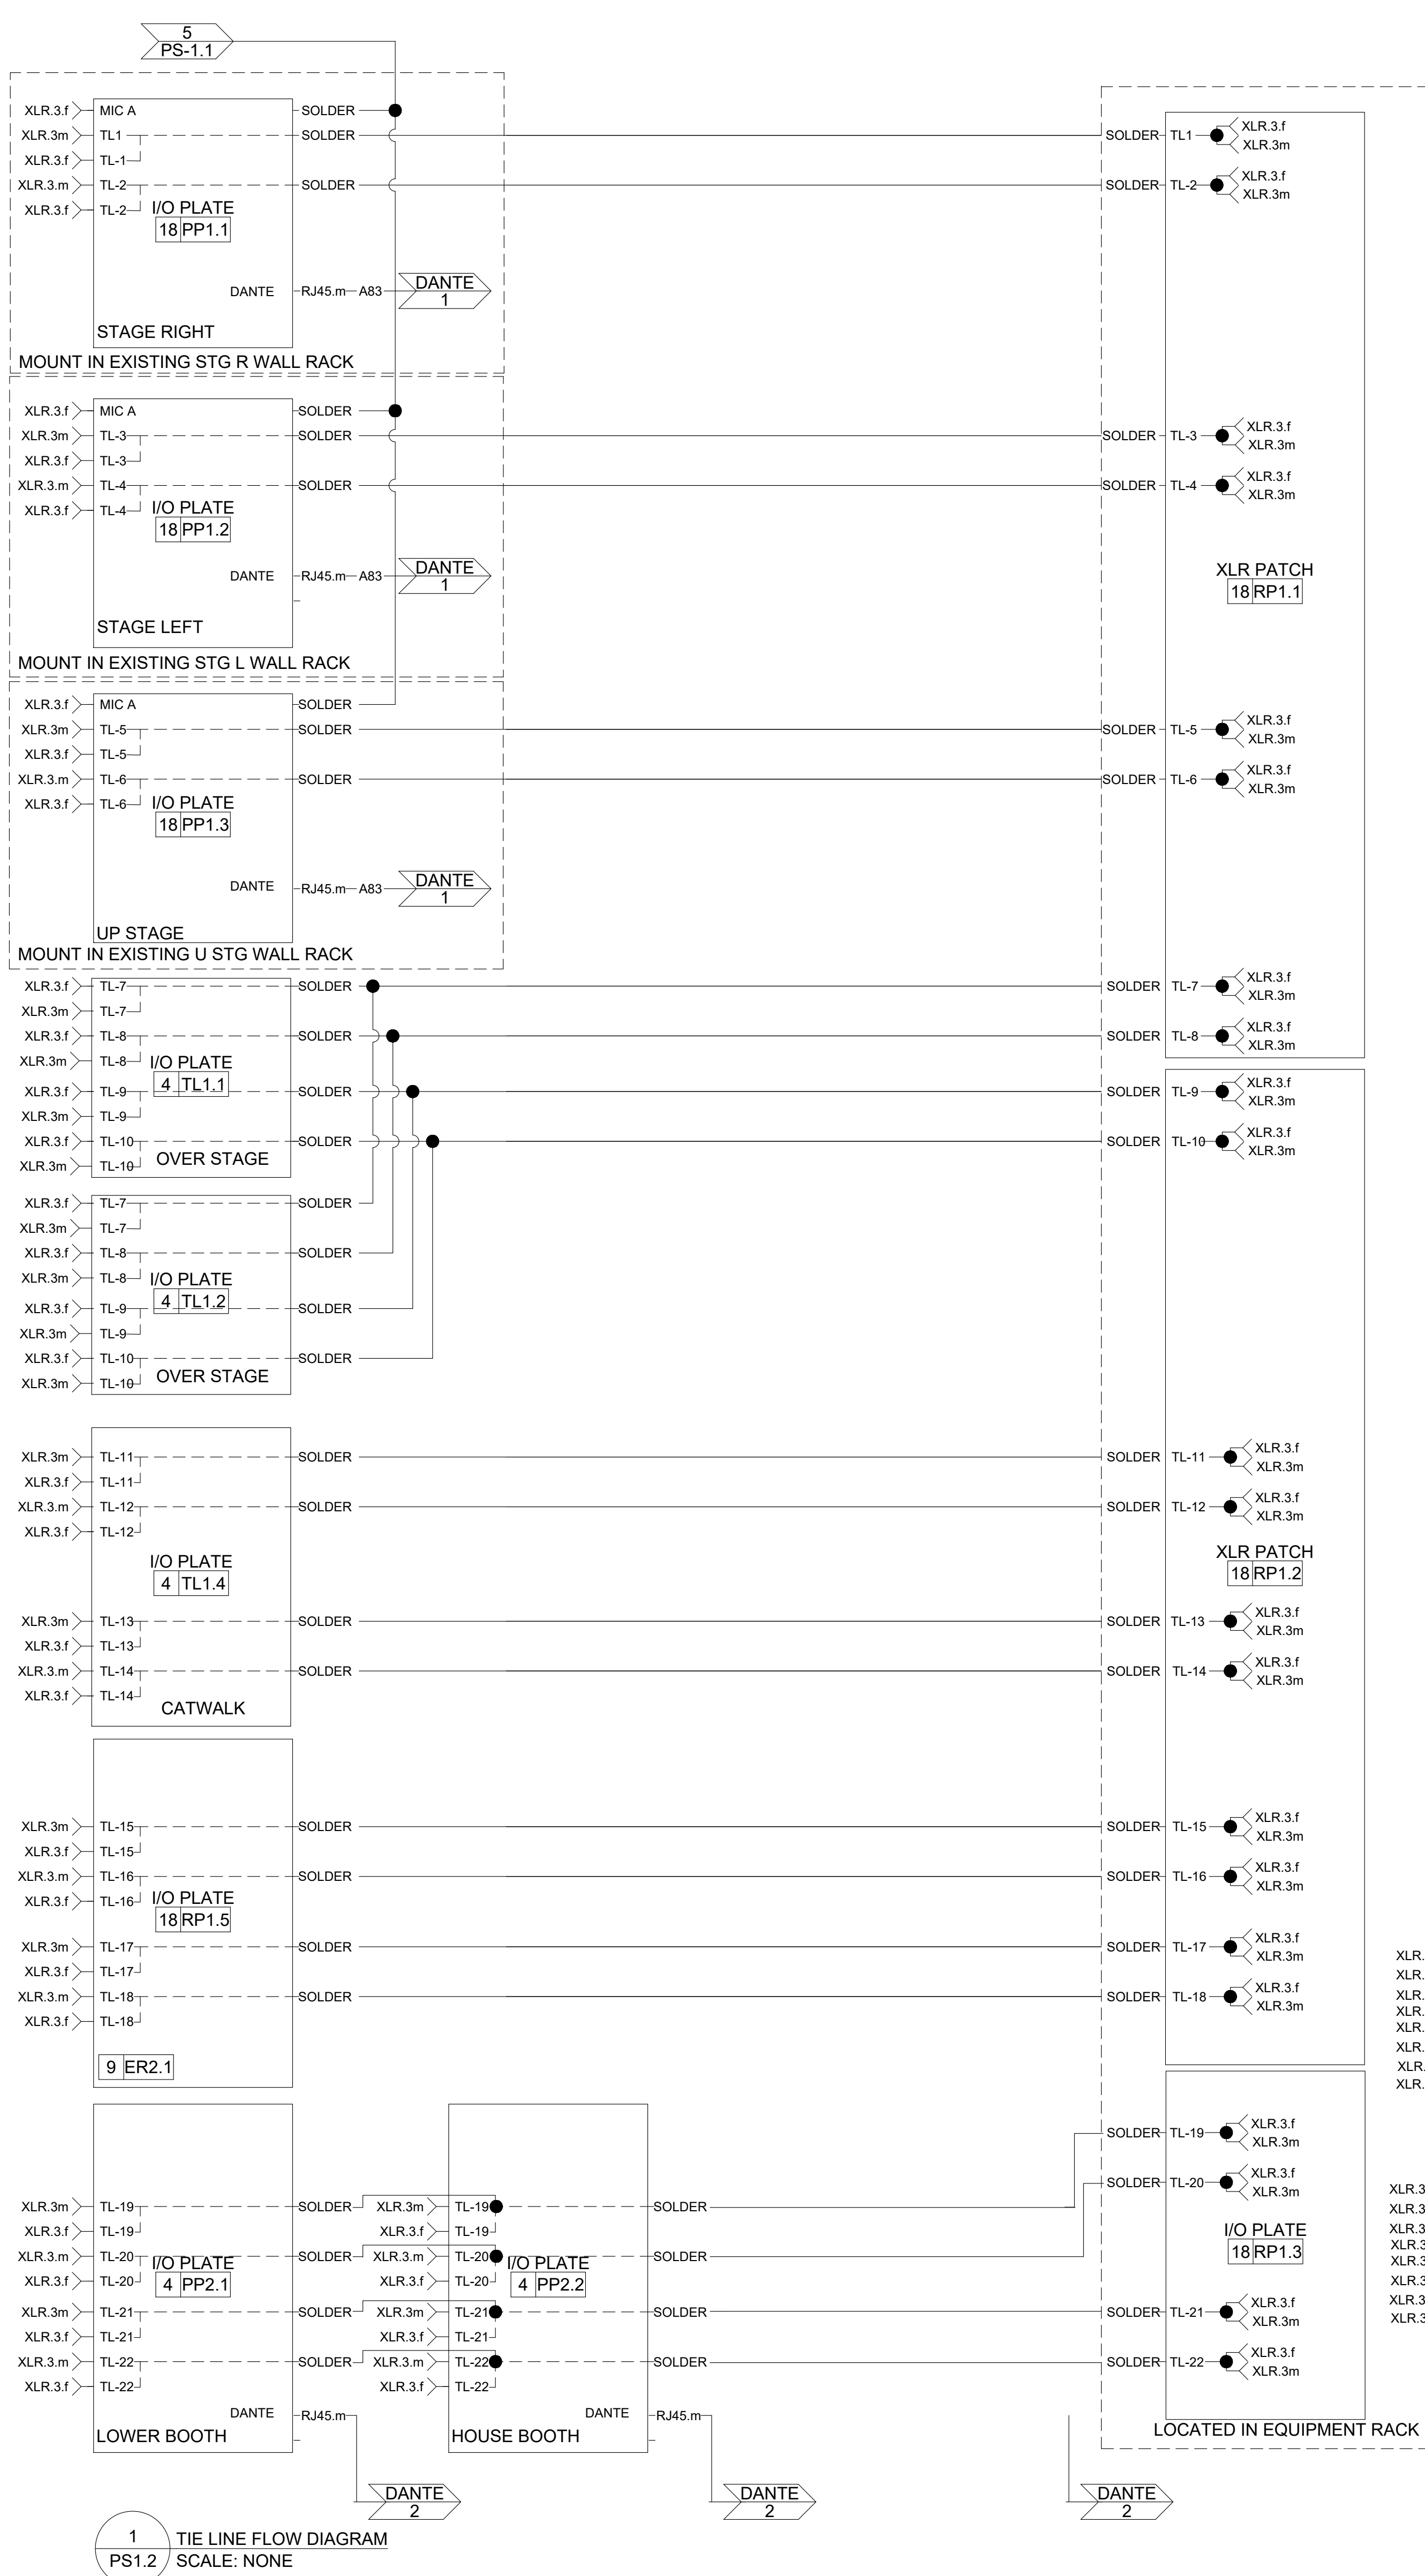 5
PS-1.1
XLR.3.f MIC A SOLDER
XLR.3m TL1 SOLDER SOLDER TL1 XLR.3.f
XLR.3m
XLR.3.f TL-1
XLR.3.m TL-2 SOLDER SOLDER TL-2 XLR.3.f
XLR.3m
XLR.3.f TL-2
I/O PLATE
18 PP1.1
DANTE RJ45.m A83 DANTE
1
STAGE RIGHT
MOUNT IN EXISTING STG R WALL RACK
XLR.3.f MIC A SOLDER
XLR.3m TL-3 SOLDER SOLDER TL-3 XLR.3.f
XLR.3m
XLR.3.f TL-3
XLR.3.m TL-4 SOLDER SOLDER TL-4 XLR.3.f
XLR.3m
XLR.3.f TL-4
I/O PLATE
18 PP1.2
DANTE RJ45.m A83 DANTE
1
XLR PATCH
18 RP1.1
STAGE LEFT
MOUNT IN EXISTING STG L WALL RACK
XLR.3.f MIC A SOLDER
XLR.3m TL-5 SOLDER SOLDER TL-5 XLR.3.f
XLR.3m
XLR.3.f TL-5
XLR.3.m TL-6 SOLDER SOLDER TL-6 XLR.3.f
XLR.3m
XLR.3.f TL-6
I/O PLATE
18 PP1.3
DANTE RJ45.m A83 DANTE
1
UP STAGE
MOUNT IN EXISTING U STG WALL RACK
XLR.3.f TL-7 SOLDER SOLDER TL-7 XLR.3.f
XLR.3m
XLR.3m TL-7
XLR.3.f TL-8 SOLDER SOLDER TL-8 XLR.3.f
XLR.3m
XLR.3m TL-8
I/O PLATE
4 TL1.1
XLR.3.f TL-9 SOLDER SOLDER TL-9 XLR.3.f
XLR.3m
XLR.3m TL-9
XLR.3.f TL-10 SOLDER SOLDER TL-10 XLR.3.f
XLR.3m
XLR.3m TL-10
OVER STAGE
XLR.3.f TL-7 SOLDER
XLR.3m TL-7
XLR.3.f TL-8 SOLDER
XLR.3m TL-8
I/O PLATE
4 TL1.2
XLR.3.f TL-9 SOLDER
XLR.3m TL-9
XLR.3.f TL-10 SOLDER
XLR.3m TL-10
OVER STAGE
XLR.3m TL-11 SOLDER SOLDER TL-11 XLR.3.f
XLR.3m
XLR.3.f TL-11
XLR.3.m TL-12 SOLDER SOLDER TL-12 XLR.3.f
XLR.3m
XLR.3.f TL-12
I/O PLATE
4 TL1.4
XLR PATCH
18 RP1.2
XLR.3m TL-13 SOLDER SOLDER TL-13 XLR.3.f
XLR.3m
XLR.3.f TL-13
XLR.3.m TL-14 SOLDER SOLDER TL-14 XLR.3.f
XLR.3m
XLR.3.f TL-14
CATWALK
XLR.3m TL-15 SOLDER SOLDER TL-15 XLR.3.f
XLR.3m
XLR.3.f TL-15
XLR.3.m TL-16 SOLDER SOLDER TL-16 XLR.3.f
XLR.3m
XLR.3.f TL-16
I/O PLATE
18 RP1.5
XLR.3m TL-17 SOLDER SOLDER TL-17 XLR.3.f
XLR.3m
XLR.3.f TL-17
XLR.3.m TL-18 SOLDER SOLDER TL-18 XLR.3.f
XLR.3m
XLR.3.f TL-18
9 ER2.1
XLR.
XLR.
XLR.
XLR.
XLR.
XLR.
XLR.
XLR.
SOLDER TL-19 XLR.3.f
XLR.3m
SOLDER TL-20 XLR.3.f
XLR.3m
XLR.3m TL-19 SOLDER XLR.3m TL-19 SOLDER
XLR.3.f TL-19 XLR.3.f TL-19
XLR.3.m TL-20 SOLDER XLR.3.m TL-20 SOLDER
XLR.3.f TL-20 XLR.3.f TL-20
I/O PLATE
4 PP2.1
I/O PLATE
4 PP2.2
I/O PLATE
18 RP1.3
XLR.3m TL-21 SOLDER XLR.3m TL-21 SOLDER SOLDER TL-21 XLR.3.f
XLR.3m
XLR.3.f TL-21 XLR.3.f TL-21
XLR.3.m TL-22 SOLDER XLR.3.m TL-22 SOLDER SOLDER TL-22 XLR.3.f
XLR.3m
XLR.3.f TL-22 XLR.3.f TL-22
XLR.3
XLR.3
XLR.3
XLR.3
XLR.3
XLR.3
XLR.3
XLR.3
DANTE RJ45.m DANTE RJ45.m
LOWER BOOTH HOUSE BOOTH
LOCATED IN EQUIPMENT RACK
DANTE
2
DANTE
2
DANTE
2
1
PS1.2
TIE LINE FLOW DIAGRAM
SCALE: NONE